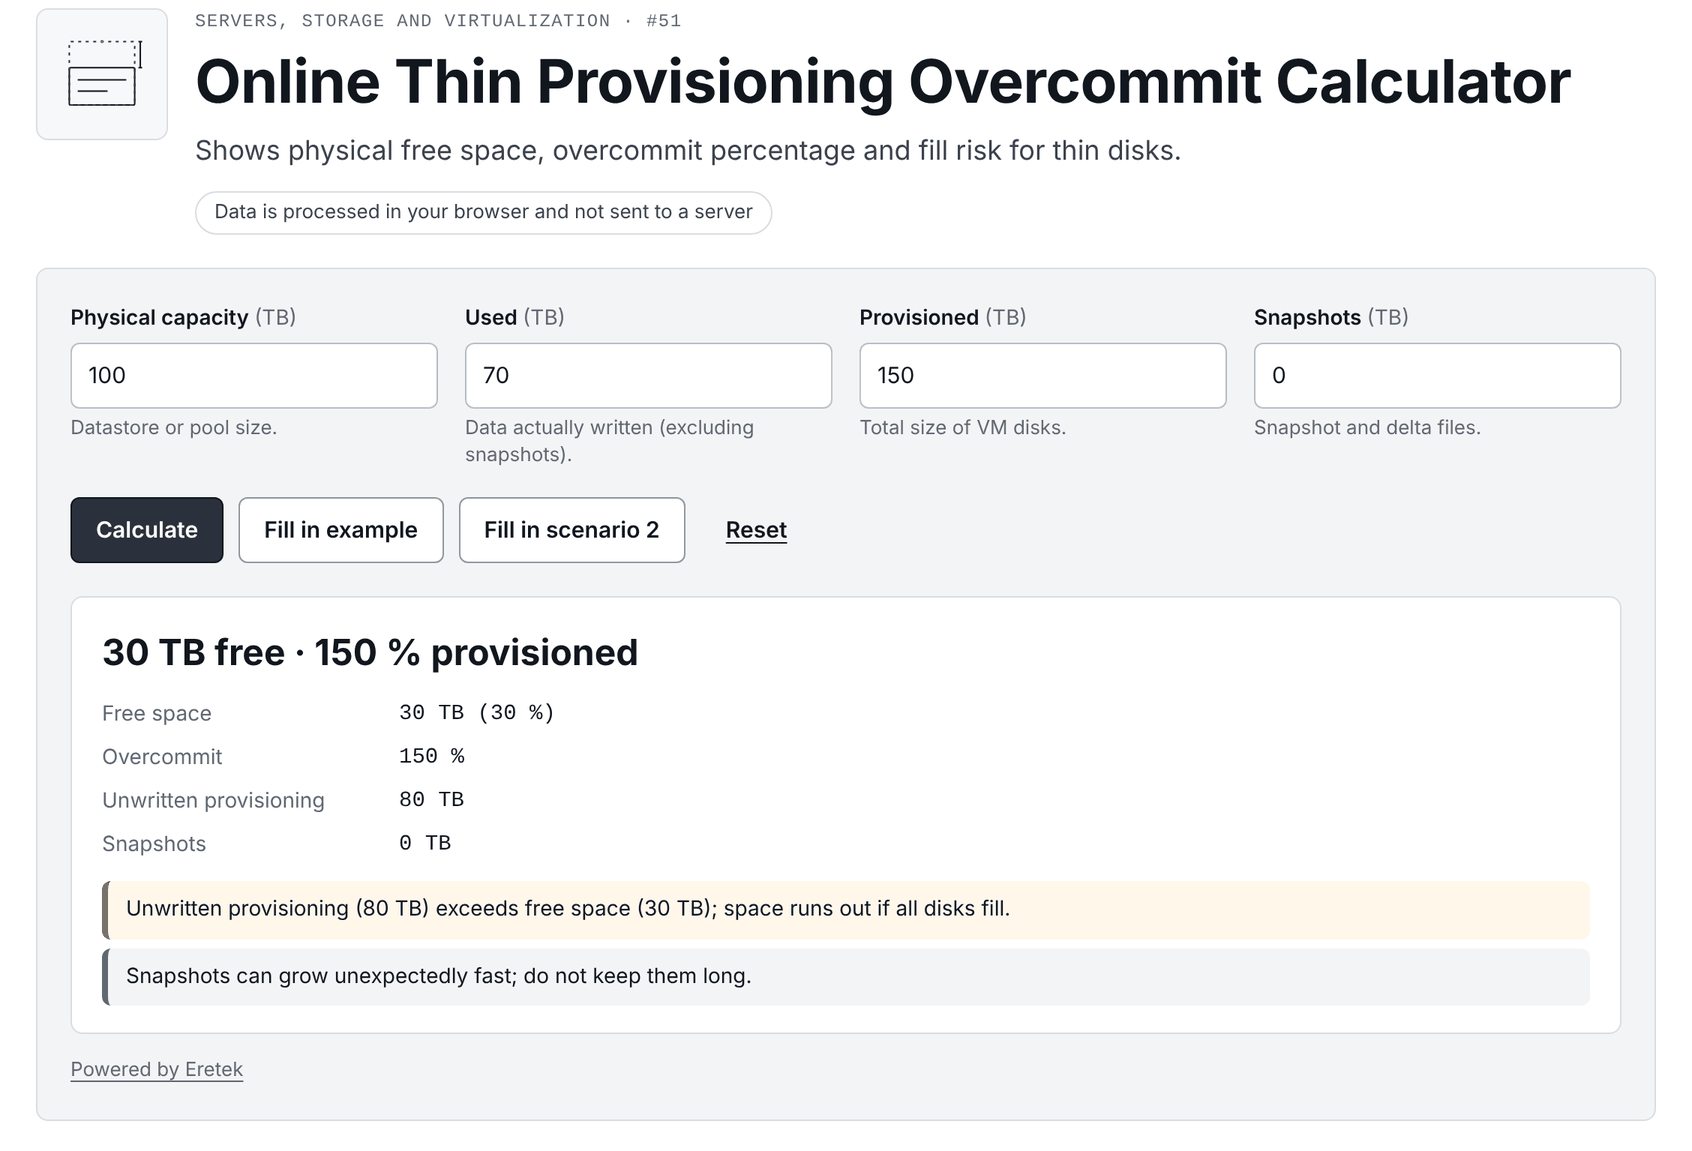 SERVERS, STORAGE AND VIRTUALIZATION · #51
Online Thin Provisioning Overcommit Calculator
Shows physical free space, overcommit percentage and fill risk for thin disks.
Data is processed in your browser and not sent to a server
Physical capacity (TB)
100
Datastore or pool size.
Used (TB)
70
Data actually written (excluding
snapshots).
Provisioned (TB)
150
Total size of VM disks.
Snapshots (TB)
0
Snapshot and delta files.
Calculate
Fill in example
Fill in scenario 2
Reset
30 TB free · 150 % provisioned
Free space 30 TB (30 %)
Overcommit 150 %
Unwritten provisioning 80 TB
Snapshots 0 TB
Unwritten provisioning (80 TB) exceeds free space (30 TB); space runs out if all disks fill.
Snapshots can grow unexpectedly fast; do not keep them long.
Powered by Eretek